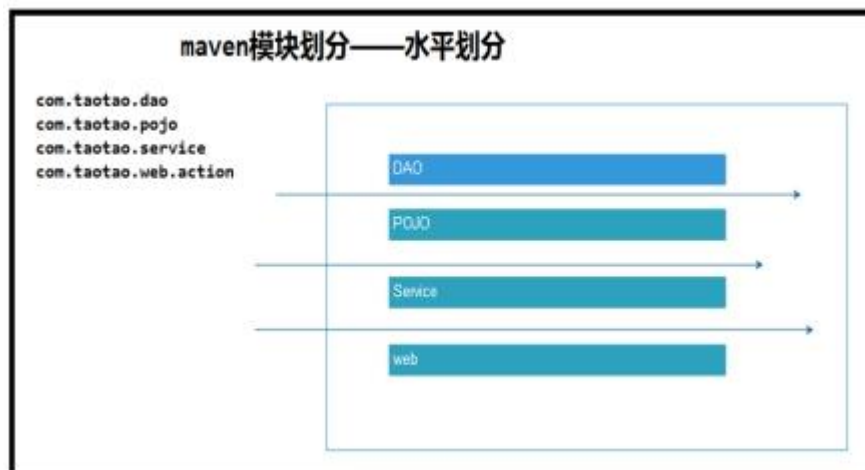 maven模块划分——水平划分
com.taotao.dao
com.taotao.pojo
com.taotao.service
com.taotao.web.action
DAO
POJO
Service
web